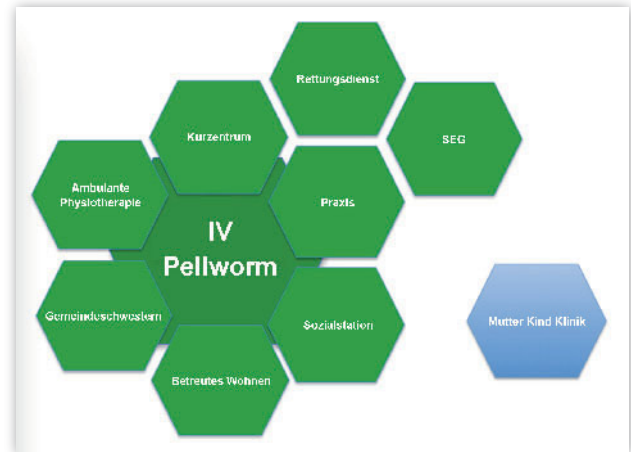 Rettungsdienst
Kurzentrum
SEG
Ambulante
Physiotherapie
Praxis
IV
Pellworm
Gemeindeschwestern
Sozialstation
Mutter Kind Klinik
Betreutes Wohnen